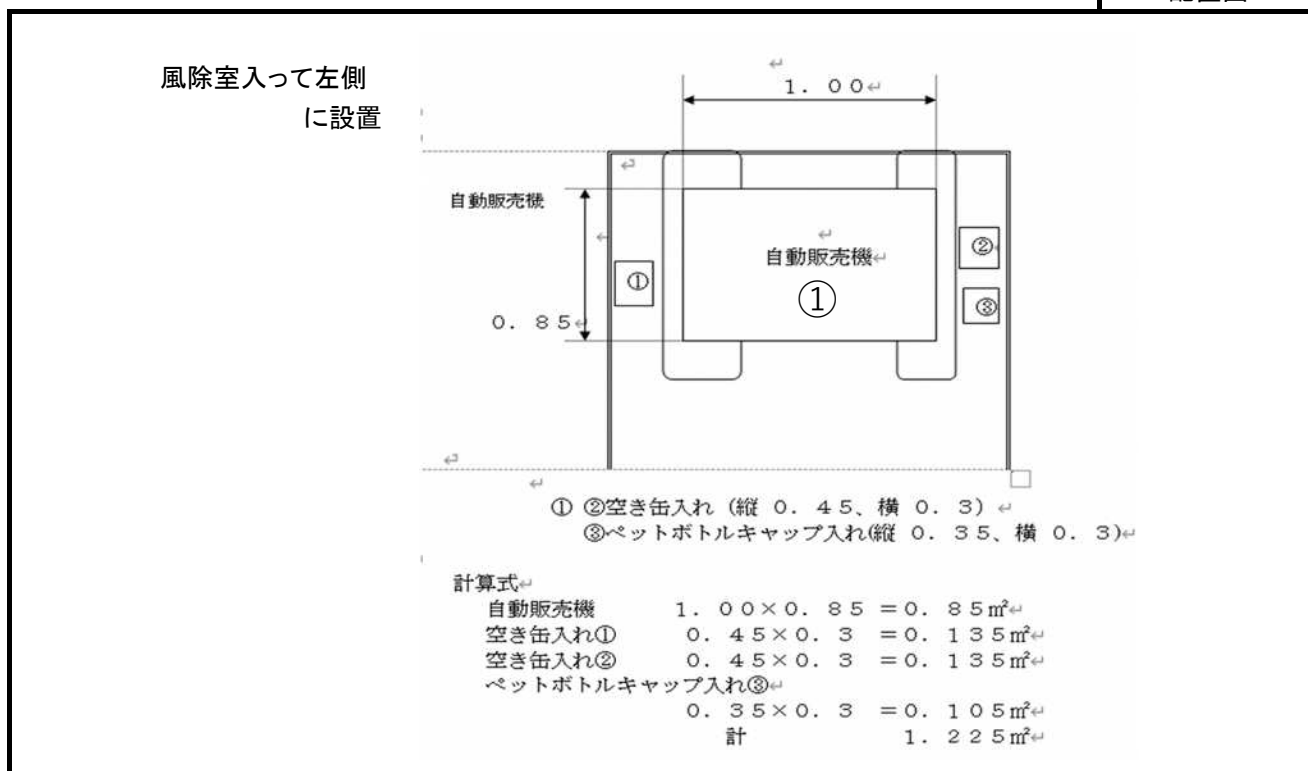 風除室入って左側
に設置
1．00
自動販売機
自動販売機
①
②
①
③
0．85
① ②空き缶入れ（縦 0．45、横 0．3）
③ペットボトルキャップ入れ(縦 0．35、横 0．3)
計算式
自動販売機 1．00×0．85＝0．85㎡
空き缶入れ① 0．45×0．3 ＝0．135㎡
空き缶入れ② 0．45×0．3 ＝0．135㎡
ペットボトルキャップ入れ③
0．35×0．3 ＝0．105㎡
計 1．225㎡